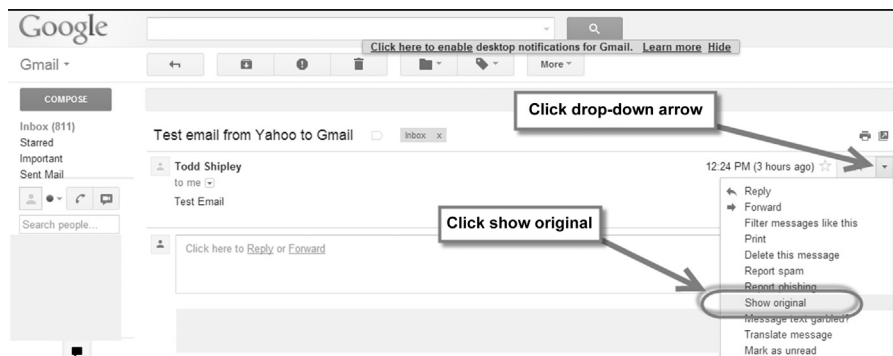 Google
Click here to enable desktop notifications for Gmail. Learn more Hide
Gmail
More
COMPOSE
Click drop-down arrow
Inbox (811)
Starred
Important
Sent Mail
Test email from Yahoo to Gmail
Inbox x
Todd Shipley
12:24 PM (3 hours ago)
to me
Test Email
Search people...
Click show original
Click here to Reply or Forward
Reply
Forward
Filter messages like this
Print
Delete this message
Report spam
Report phishing
Show original
Message text garbled?
Translate message
Mark as unread